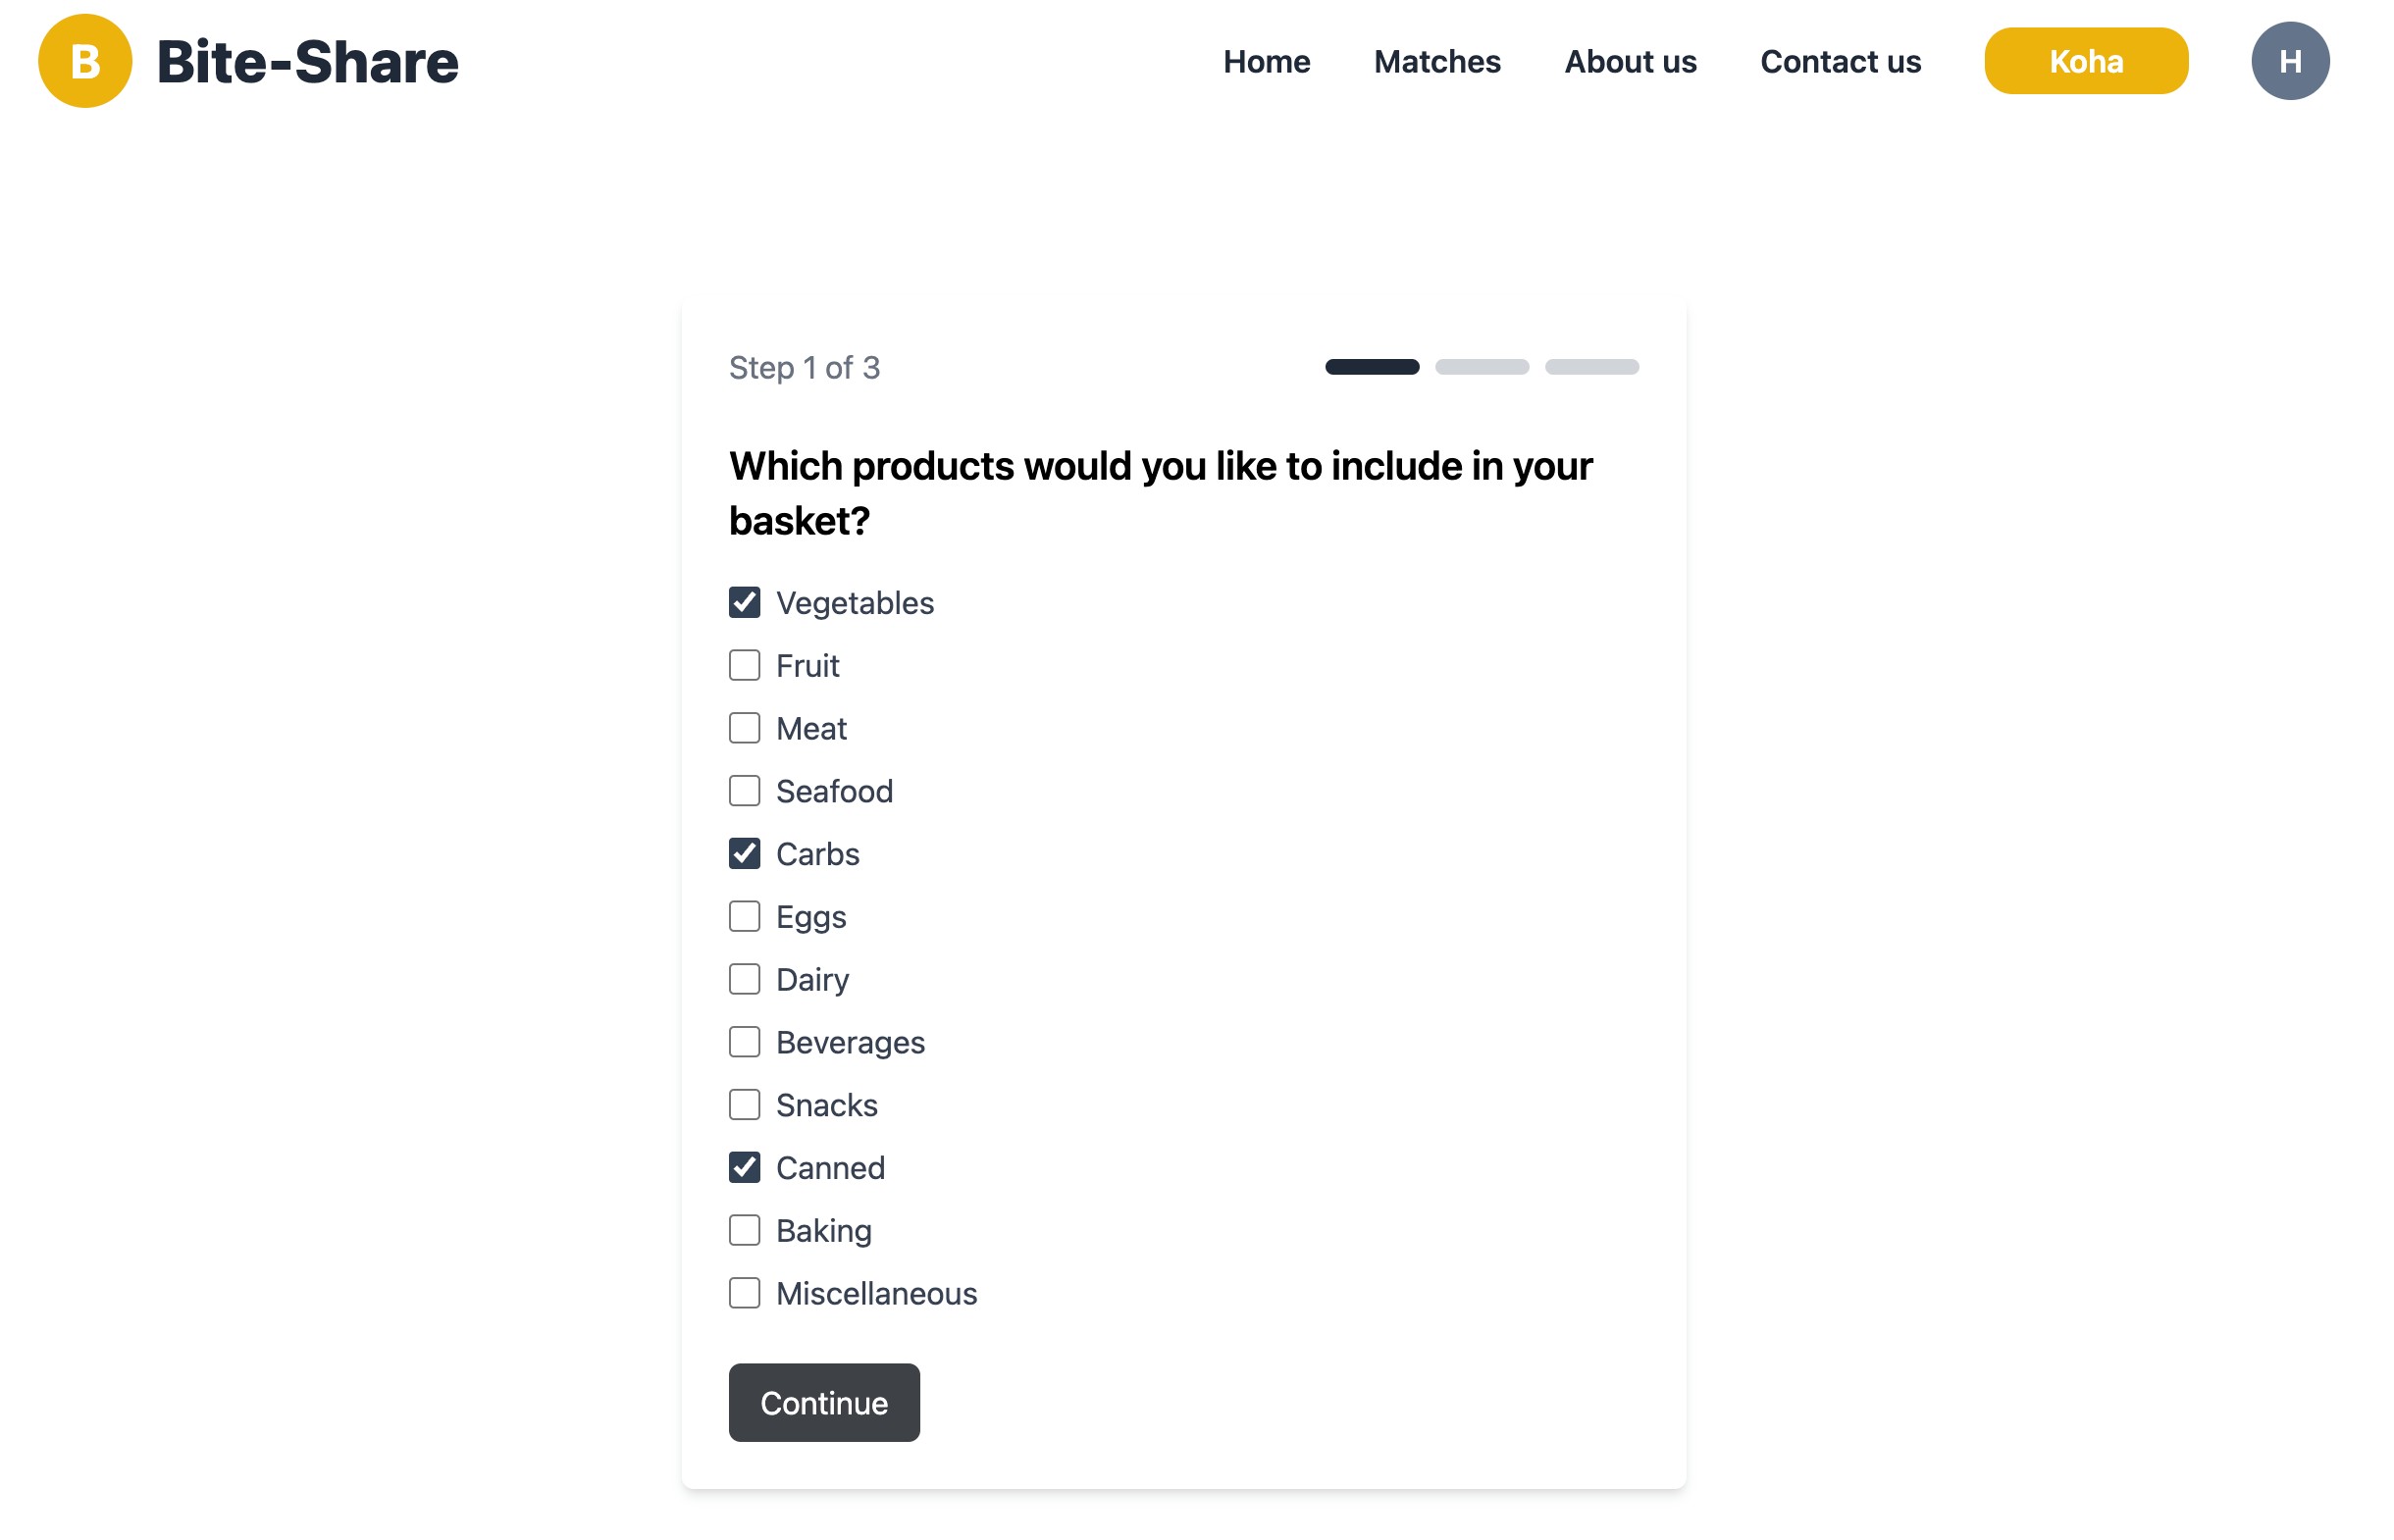 B Bite-Share Home Matches About us Contact us Koha H
Step 1 of 3
Which products would you like to include in your
basket?
Vegetables
Fruit
Meat
Seafood
Carbs
Eggs
Dairy
Beverages
Snacks
Canned
Baking
Miscellaneous
Continue